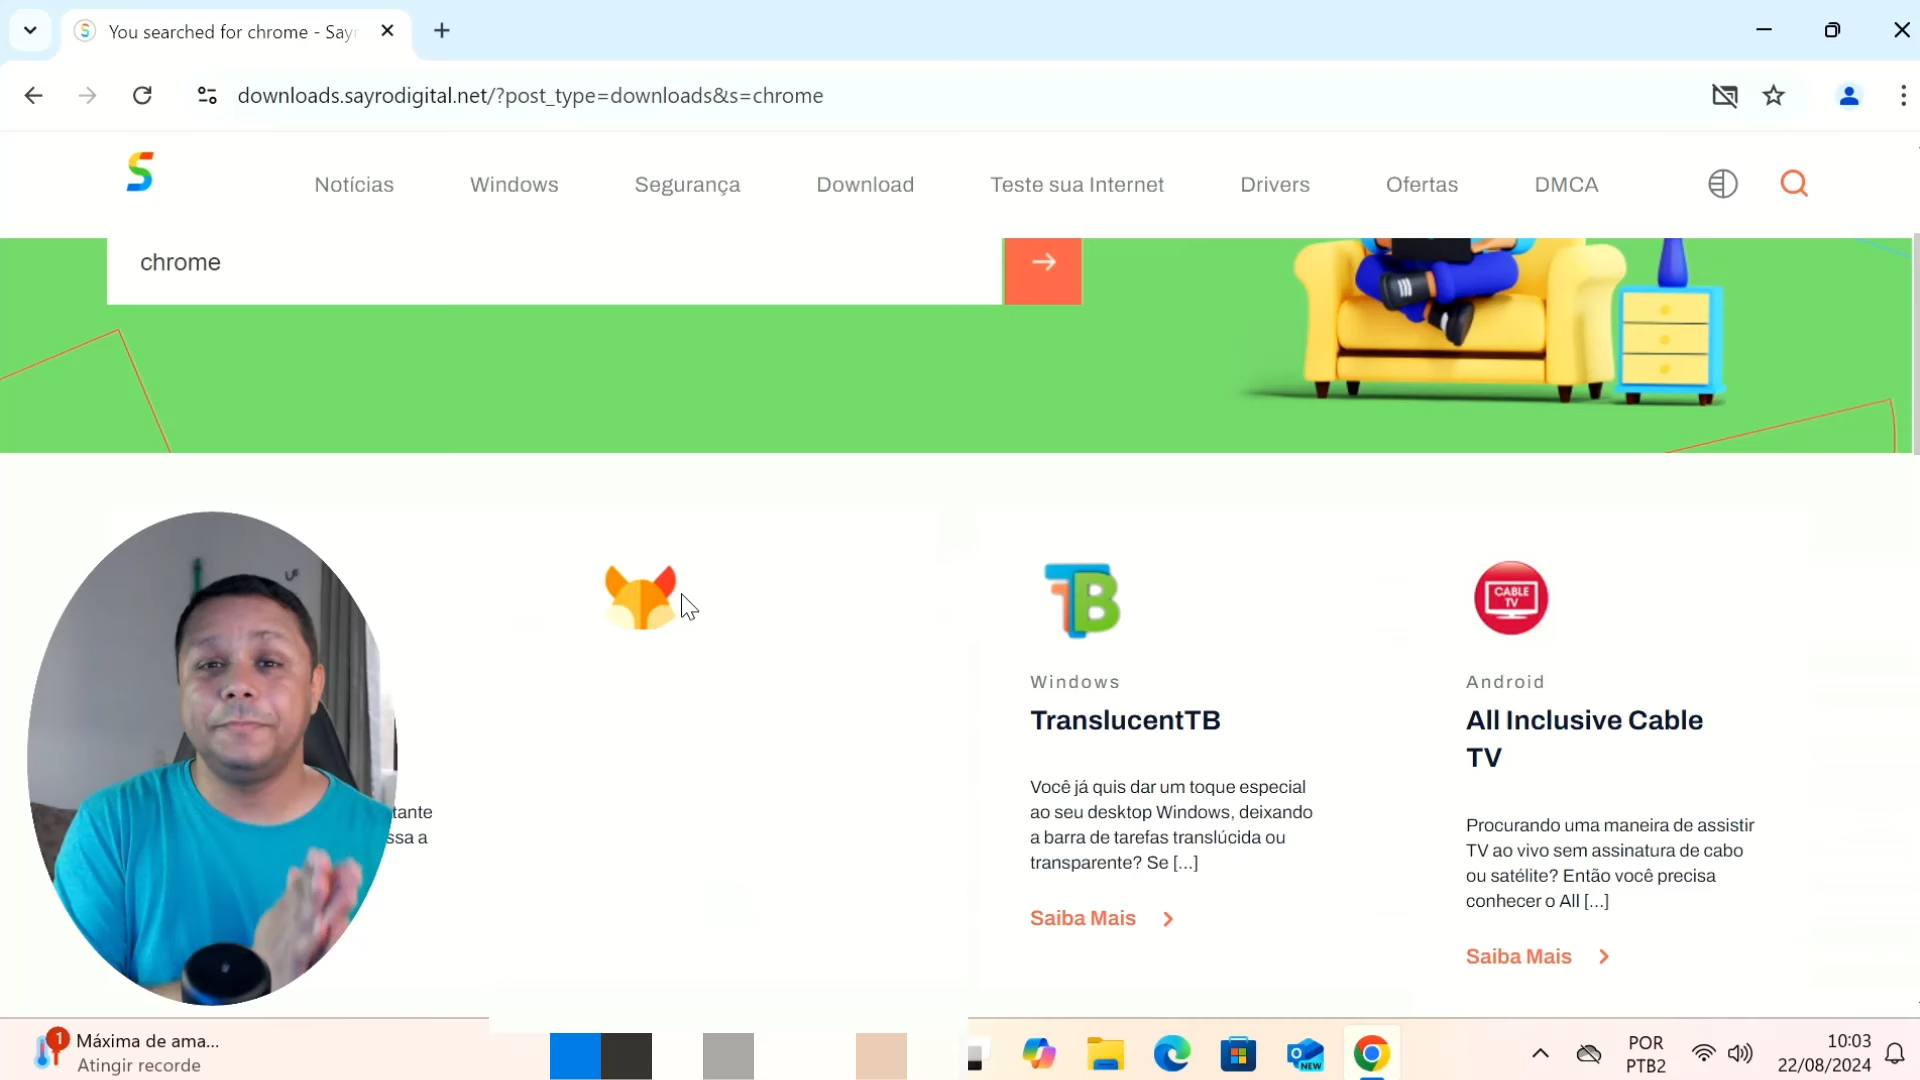 You searched for chrome - Say
downloads.sayrodigital.net/?post_type=downloads&s=chrome
Notícias
Windows
Segurança
Download
Teste sua Internet
Drivers
Ofertas
DMCA
chrome
CABLE
TV
Windows
TranslucentTB
Você já quis dar um toque especial
ao seu desktop Windows, deixando
a barra de tarefas translúcida ou
transparente? Se [...]
Saiba Mais
Android
All Inclusive Cable
TV
Procurando uma maneira de assistir
TV ao vivo sem assinatura de cabo
ou satélite? Então você precisa
conhecer o All [...]
Saiba Mais
tante
ssa a
1
Máxima de ama...
Atingir recorde
NEW
POR
PTB2
10:03
22/08/2024